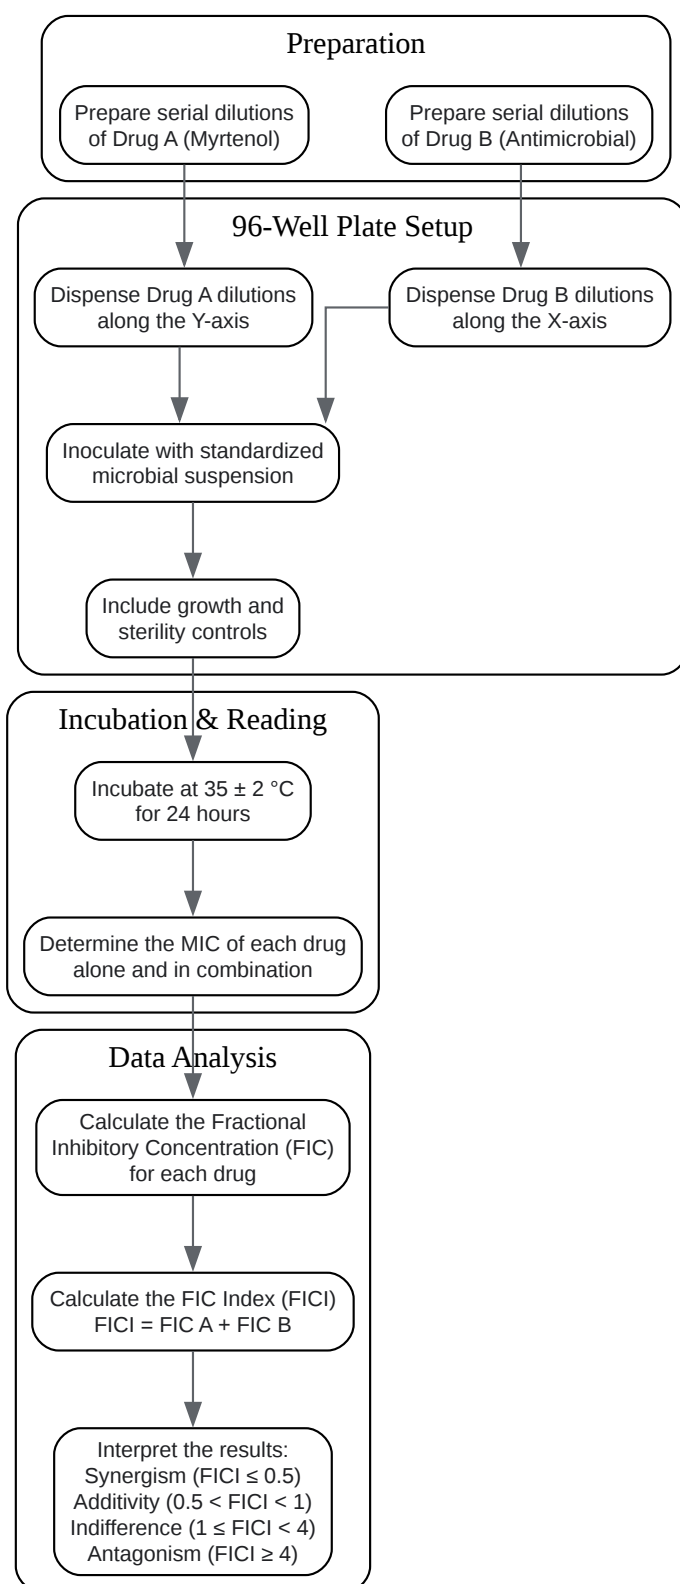 Preparation
Prepare serial dilutions
of Drug A (Myrtenol)
Prepare serial dilutions
of Drug B (Antimicrobial)
96-Well Plate Setup
Dispense Drug A dilutions
along the Y-axis
Dispense Drug B dilutions
along the X-axis
Inoculate with standardized
microbial suspension
Include growth and
sterility controls
Incubation & Reading
Incubate at 35 ± 2 °C
for 24 hours
Determine the MIC of each drug
alone and in combination
Data Analysis
Calculate the Fractional
Inhibitory Concentration (FIC)
for each drug
Calculate the FIC Index (FICI)
FICI = FIC A + FIC B
Interpret the results:
Synergism (FICI ≤ 0.5)
Additivity (0.5 < FICI < 1)
Indifference (1 ≤ FICI < 4)
Antagonism (FICI ≥ 4)